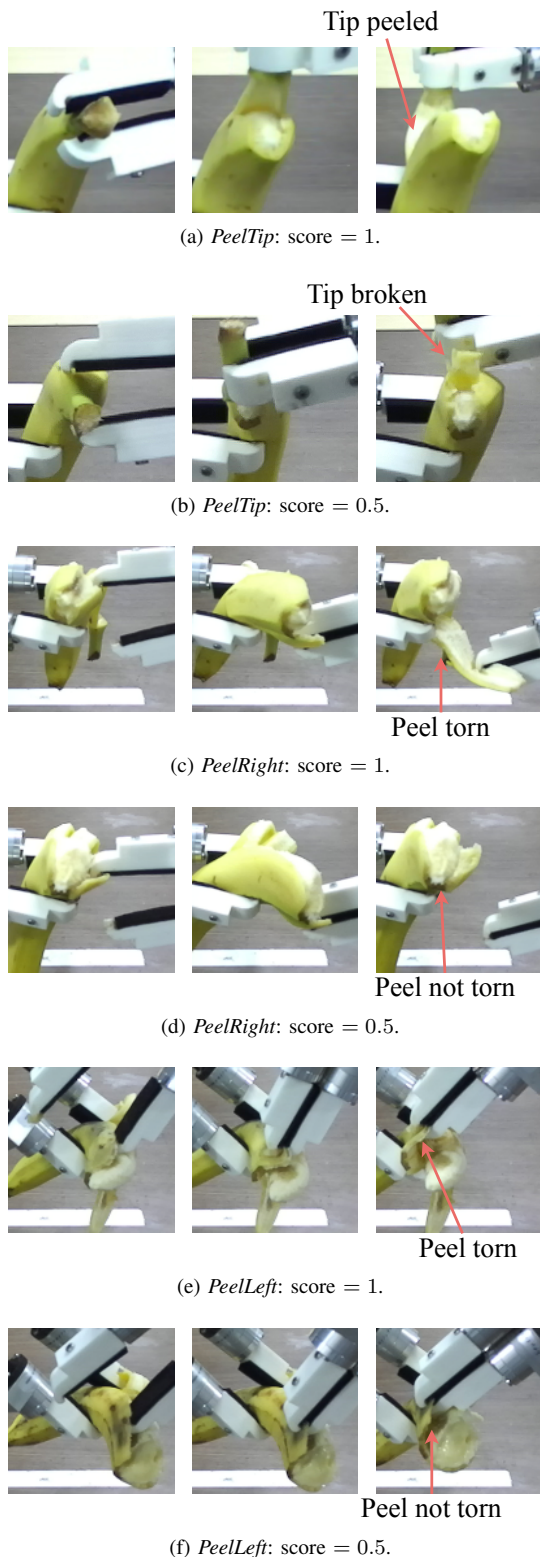 Tip peeled
(a) PeelTip: score = 1.
Tip broken
(b) PeelTip: score = 0.5.
Peel torn
(c) PeelRight: score = 1.
Peel not torn
(d) PeelRight: score = 0.5.
Peel torn
(e) PeelLeft: score = 1.
Peel not torn
(f) PeelLeft: score = 0.5.